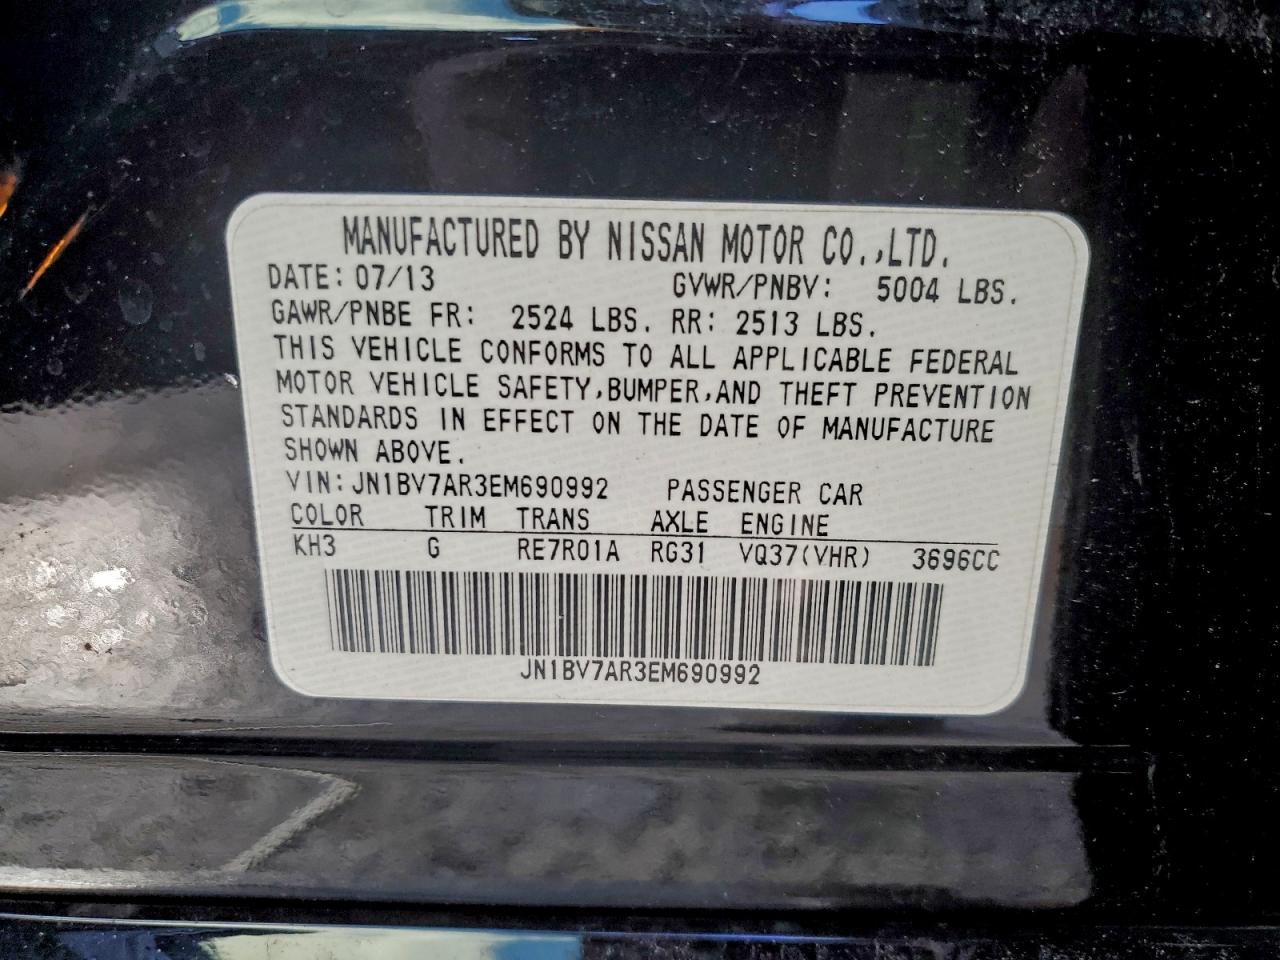 MANUFACTURED BY NISSAN MOTOR CO.,LTD.
DATE: 07/13 GVWR/PNBV: 5004 LBS.
GAWR/PNBE FR: 2524 LBS. RR: 2513 LBS.
THIS VEHICLE CONFORMS TO ALL APPLICABLE FEDERAL
MOTOR VEHICLE SAFETY,BUMPER,AND THEFT PREVENTION
STANDARDS IN EFFECT ON THE DATE OF MANUFACTURE
SHOWN ABOVE.
VIN:JN1BV7AR3EM690992 PASSENGER CAR
COLOR TRIM TRANS AXLE ENGINE
KH3 G RE7R01A RG31 VQ37(VHR) 3696CC
JN1BV7AR3EM690992